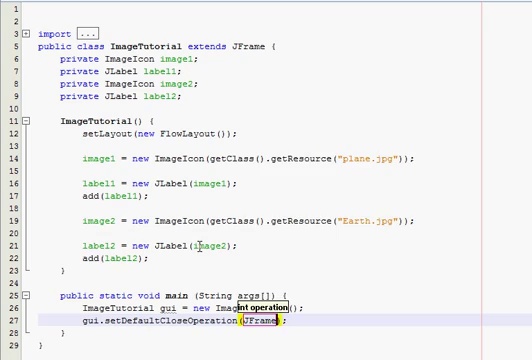 1
2
3 import ...
5 public class ImageTutorial extends JFrame {
6 private ImageIcon image1;
7 private JLabel label1;
8 private ImageIcon image2;
9 private JLabel label2;
10
11 ImageTutorial() {
12 setLayout(new FlowLayout());
13
14 image1 = new ImageIcon(getClass().getResource("plane.jpg"));
15
16 label1 = new JLabel(image1);
17 add(label1);
18
19 image2 = new ImageIcon(getClass().getResource("Earth.jpg"));
20
21 label2 = new JLabel(image2);
22 add(label2);
23 }
24
25 public static void main (String args[]) {
26 ImageTutorial gui = new Imag int operation ();
27 gui.setDefaultCloseOperation(JFrame);
28 }
29 }